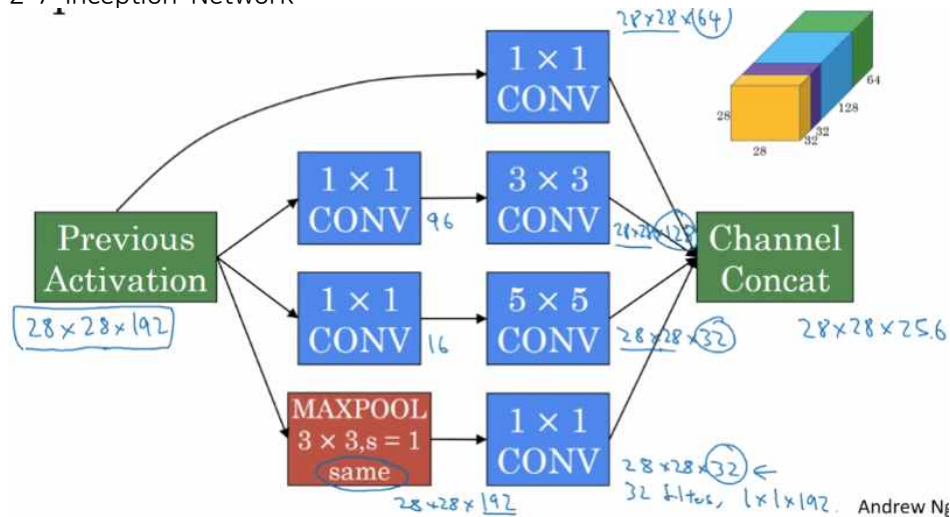 2-7 Inception Network
28×28×64
1 × 1
CONV
64
128
32
32
28
28
1 × 1
CONV
96
3 × 3
CONV
28×28×128
Previous
Activation
28×28×192
Channel
Concat
28×28×256
1 × 1
CONV
16
5 × 5
CONV
28×28×32
MAXPOOL
3 × 3,s = 1
same
28×28×192
1 × 1
CONV
28×28×32 ←
32 filters, 1×1×192.
Andrew Ng